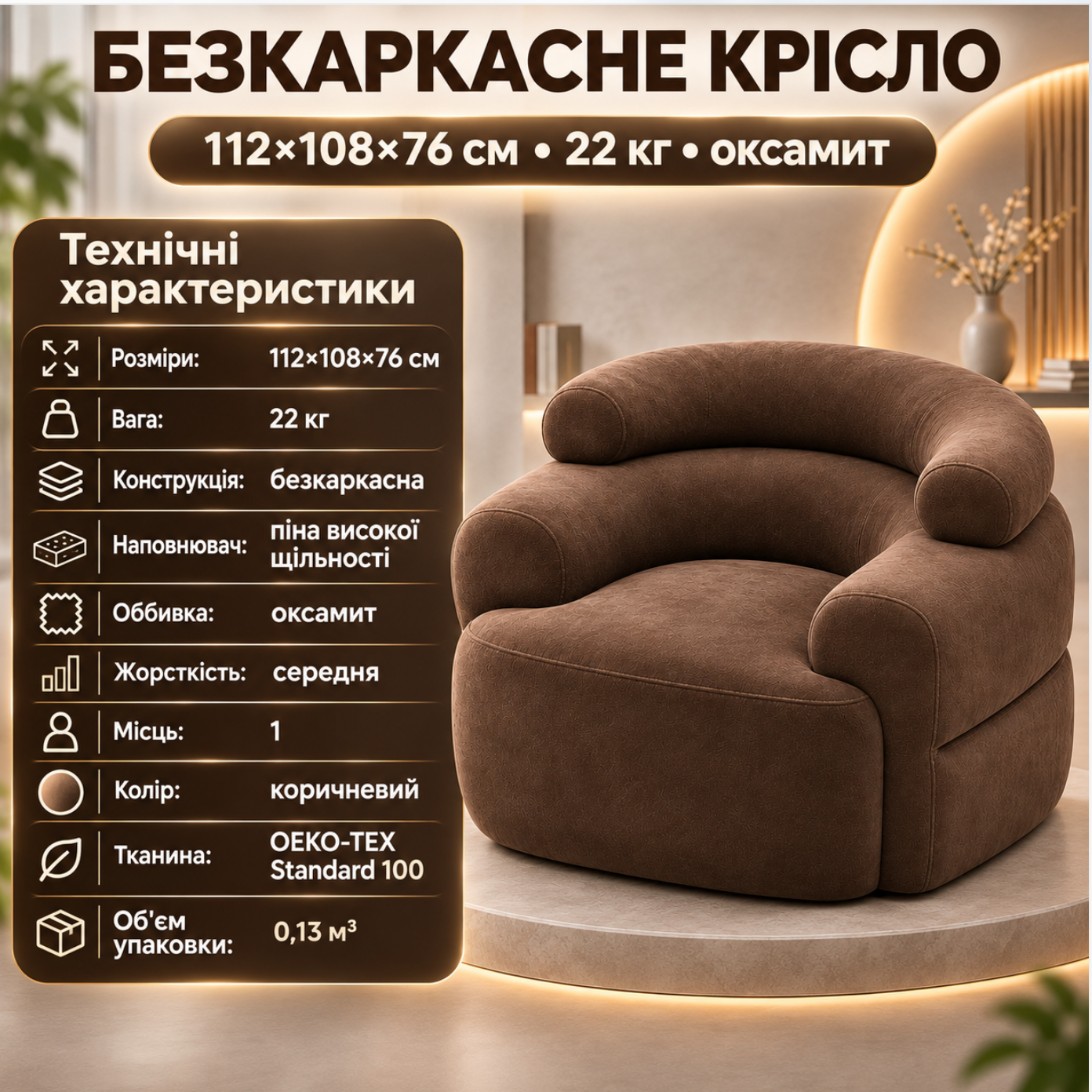 БЕЗКАРКАСНЕ КРІСЛО
112×108×76 см • 22 кг • оксамит
Технічні
характеристики
Розміри: 112×108×76 см
Вага: 22 кг
Конструкція: безкаркасна
Наповнювач: піна високої
щільності
Оббивка: оксамит
Жорсткість: середня
Місць: 1
Колір: коричневий
Тканина: OEKO-TEX
Standard 100
Об'єм
упаковки: 0,13 м³